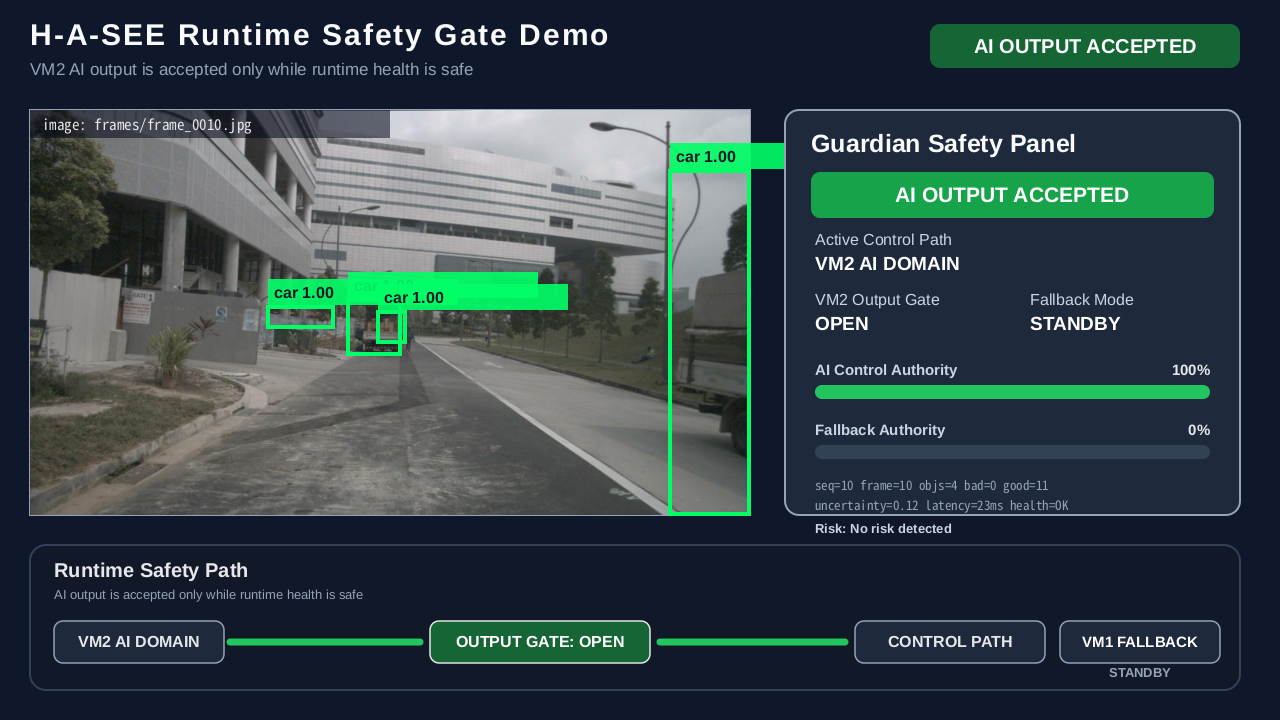 H-A-SEE Runtime Safety Gate Demo
VM2 AI output is accepted only while runtime health is safe
AI OUTPUT ACCEPTED
image: frames/frame_0010.jpg
car 1.00
car 1.00
car 1.00
car 1.00
GATE 1
Guardian Safety Panel
AI OUTPUT ACCEPTED
Active Control Path
VM2 AI DOMAIN
VM2 Output Gate
Fallback Mode
OPEN
STANDBY
AI Control Authority
100%
Fallback Authority
0%
seq=10 frame=10 objs=4 bad=0 good=11
uncertainty=0.12 latency=23ms health=OK
Risk: No risk detected
Runtime Safety Path
AI output is accepted only while runtime health is safe
VM2 AI DOMAIN
OUTPUT GATE: OPEN
CONTROL PATH
VM1 FALLBACK
STANDBY